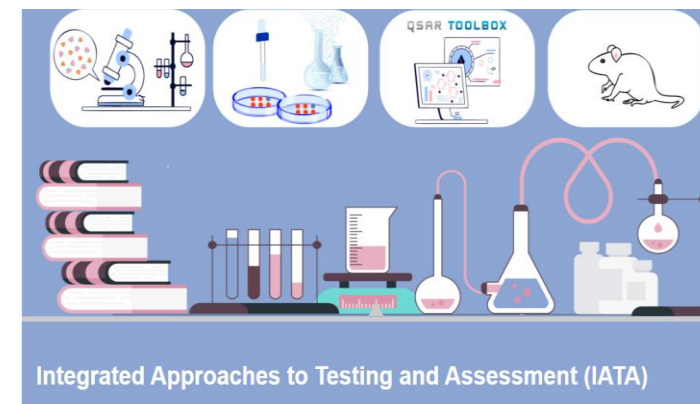 QSAR TOOLBOX
Integrated Approaches to Testing and Assessment (IATA)